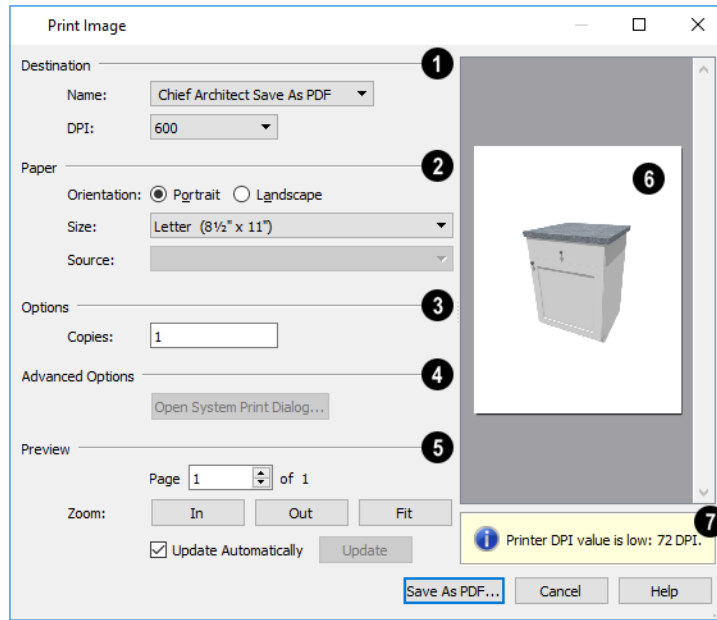 Print Image
Destination 1
Name: Chief Architect Save As PDF
DPI: 600
Paper 2
Orientation: Portrait Landscape
Size: Letter (8½" x 11")
Source:
Options 3
Copies: 1
Advanced Options 4
Open System Print Dialog...
Preview 5
Page 1 of 1
Zoom: In Out Fit
Update Automatically Update
6
7
Printer DPI value is low: 72 DPI.
Save As PDF... Cancel Help